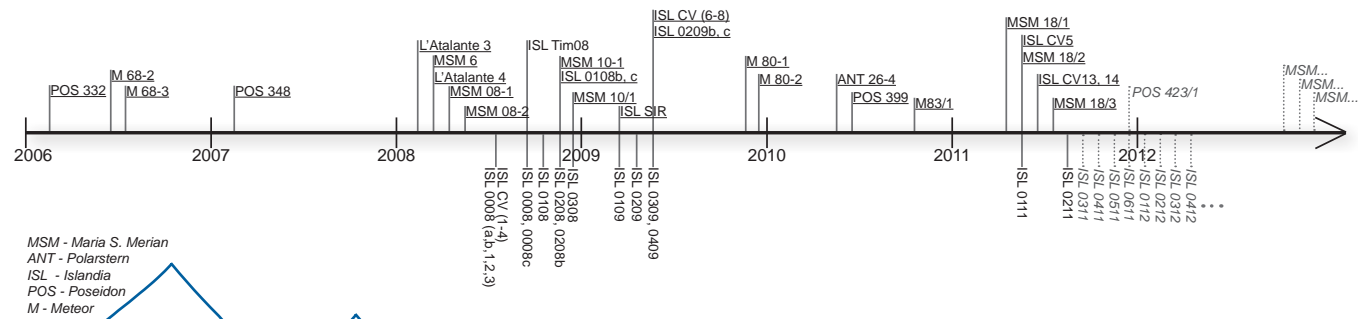 ISL CV (6-8)
ISL 0209b, c
MSM 18/1
L'Atalante 3
ISL Tim08
ISL CV5
MSM 6
MSM 10-1
M 80-1
MSM 18/2
MSM...
M 68-2
L'Atalante 4
ISL 0108b, c
M 80-2
ANT 26-4
ISL CV13, 14
MSM...
POS 332
M 68-3
POS 348
MSM 08-1
MSM 10/1
POS 399
POS 423/1
MSM...
MSM 08-2
ISL SIR
M83/1
MSM 18/3
2006
2007
2008
2009
2010
2011
2012
ISL 0008 (a,b,1,2,3)
ISL CV (1-4)
ISL 0008, 0008c
ISL 0108
ISL 0208, 0208b
ISL 0308
ISL 0109
ISL 0209
ISL 0309, 0409
ISL 0111
ISL 0211
ISL 0311
ISL 0411
ISL 0511
ISL 0611
ISL 0112
ISL 0212
ISL 0312
ISL 0412
...
MSM - Maria S. Merian
ANT - Polarstern
ISL - Islandia
POS - Poseidon
M - Meteor